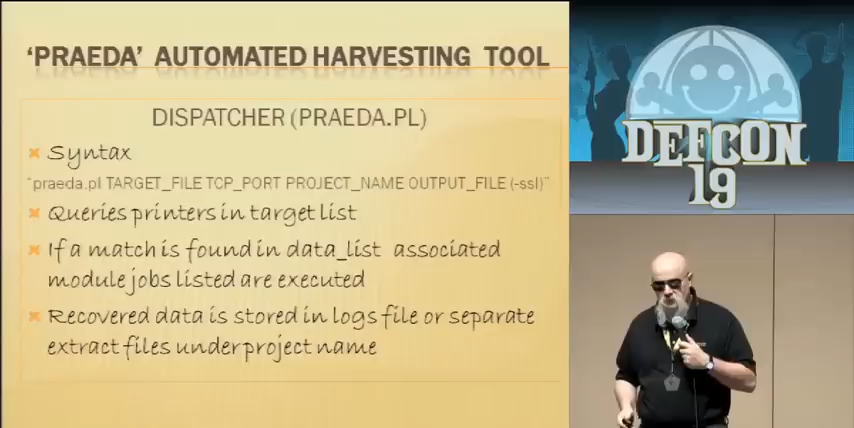 ‘PRAEDA’ AUTOMATED HARVESTING TOOL
DISPATCHER (PRAEDA.PL)
Syntax
“praeda.pl TARGET_FILE TCP_PORT PROJECT_NAME OUTPUT_FILE (-ssl)”
Queries printers in target list
If a match is found in data_list associated
module jobs listed are executed
Recovered data is stored in logs file or separate
extract files under project name
DEFCON
19